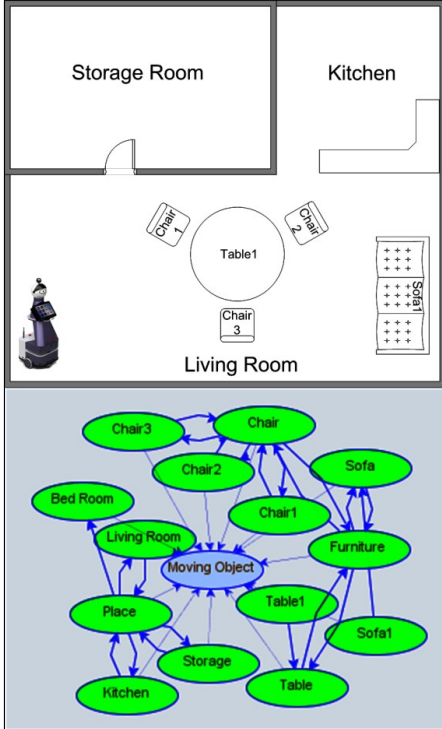 Storage Room
Kitchen
Chair
1
Chair
2
Table1
Sofa1
Chair
3
Living Room
Chair3
Chair
Chair2
Sofa
Bed Room
Chair1
Living Room
Furniture
Moving Object
Table1
Place
Sofa1
Storage
Kitchen
Table